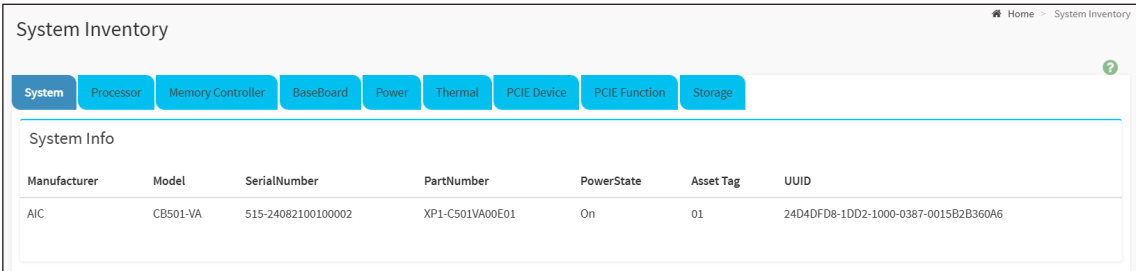 Home > System Inventory
System Inventory
System Processor Memory Controller BaseBoard Power Thermal PCIE Device PCIE Function Storage
System Info
Manufacturer Model SerialNumber PartNumber PowerState Asset Tag UUID
AIC CB501-VA 515-24082100100002 XP1-C501VA00E01 On 01 24D4DFD8-1DD2-1000-0387-0015B2B360A6